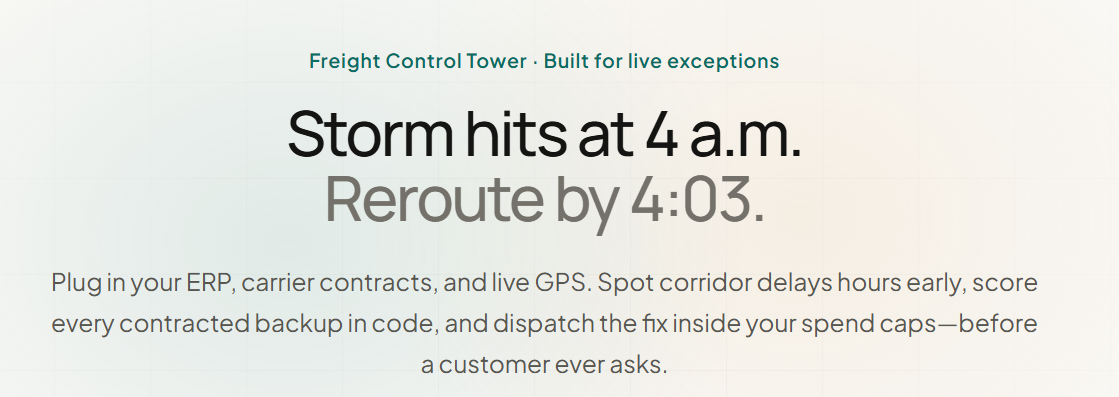 Freight Control Tower · Built for live exceptions
Storm hits at 4 a.m.
Reroute by 4:03.
Plug in your ERP, carrier contracts, and live GPS. Spot corridor delays hours early, score
every contracted backup in code, and dispatch the fix inside your spend caps—before
a customer ever asks.